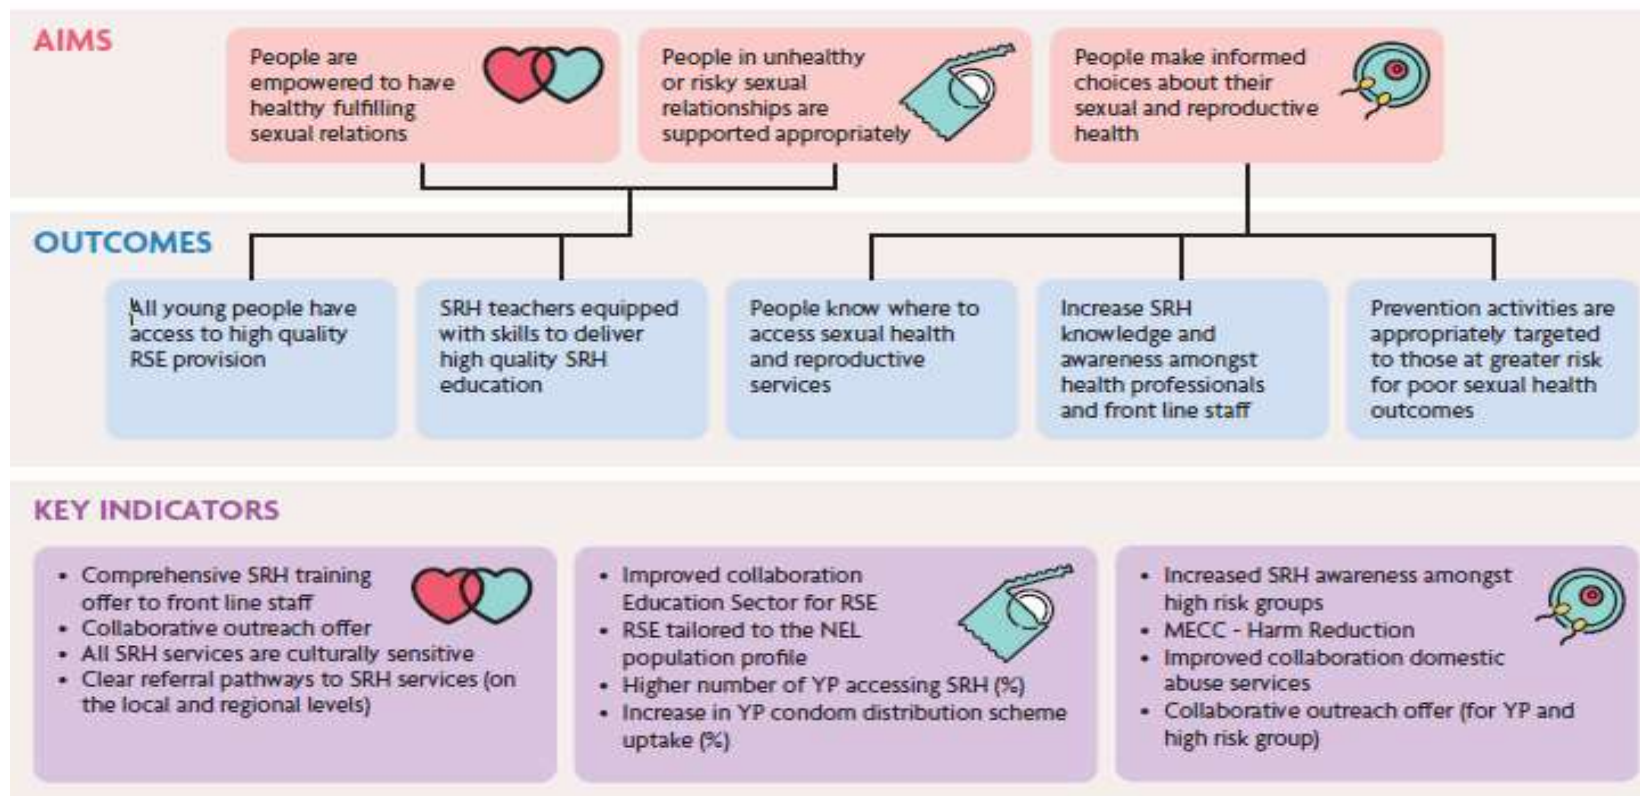 AIMS
People are
empowered to have
healthy fulfilling
sexual relations
People in unhealthy
or risky sexual
relationships are
supported appropriately
People make informed
choices about their
sexual and reproductive
health
OUTCOMES
All young people have
access to high quality
RSE provision
SRH teachers equipped
with skills to deliver
high quality SRH
education
People know where to
access sexual health
and reproductive
services
Increase SRH
knowledge and
awareness amongst
health professionals
and front line staff
Prevention activities are
appropriately targeted
to those at greater risk
for poor sexual health
outcomes
KEY INDICATORS
• Comprehensive SRH training
offer to front line staff
• Collaborative outreach offer
• All SRH services are culturally sensitive
• Clear referral pathways to SRH services (on
the local and regional levels)
• Improved collaboration
Education Sector for RSE
• RSE tailored to the NEL
population profile
• Higher number of YP accessing SRH (%)
• Increase in YP condom distribution scheme
uptake (%)
• Increased SRH awareness amongst
high risk groups
• MECC - Harm Reduction
• Improved collaboration domestic
abuse services
• Collaborative outreach offer (for YP and
high risk group)